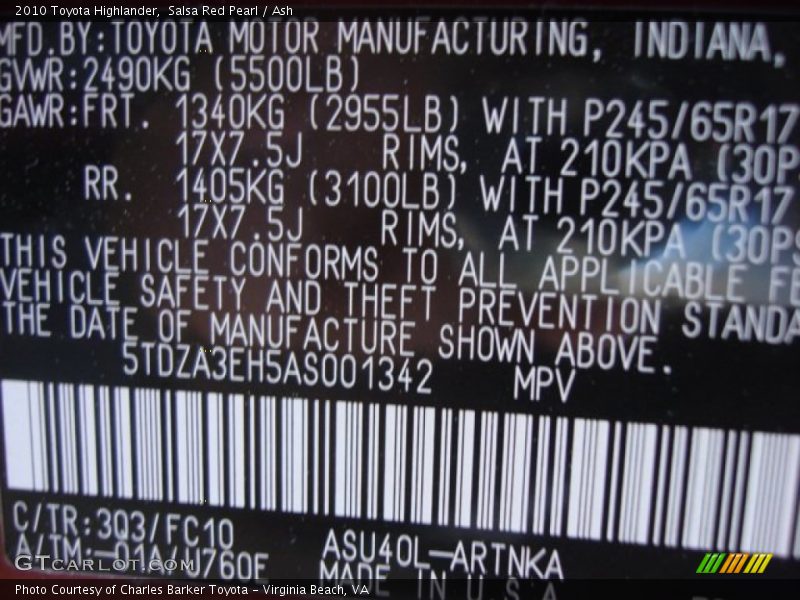 2010 Toyota Highlander, Salsa Red Pearl / Ash
MFD.BY:TOYOTA MOTOR MANUFACTURING, INDIANA,
GVWR:2490KG (5500LB)
GAWR:FRT. 1340KG (2955LB) WITH P245/65R17
17X7.5J RIMS, AT 210KPA (30P
RR. 1405KG (3100LB) WITH P245/65R17
17X7.5J RIMS, AT 210KPA (30PS
THIS VEHICLE CONFORMS TO ALL APPLICABLE FE
VEHICLE SAFETY AND THEFT PREVENTION STANDA
THE DATE OF MANUFACTURE SHOWN ABOVE.
5TDZA3EH5AS001342 MPV
C/TR:3Q3/FC10
A/TM:-01A/U760F ASU40L-ARTNKA
MADE IN U S A
GTCARLOT.COM
Photo Courtesy of Charles Barker Toyota - Virginia Beach, VA